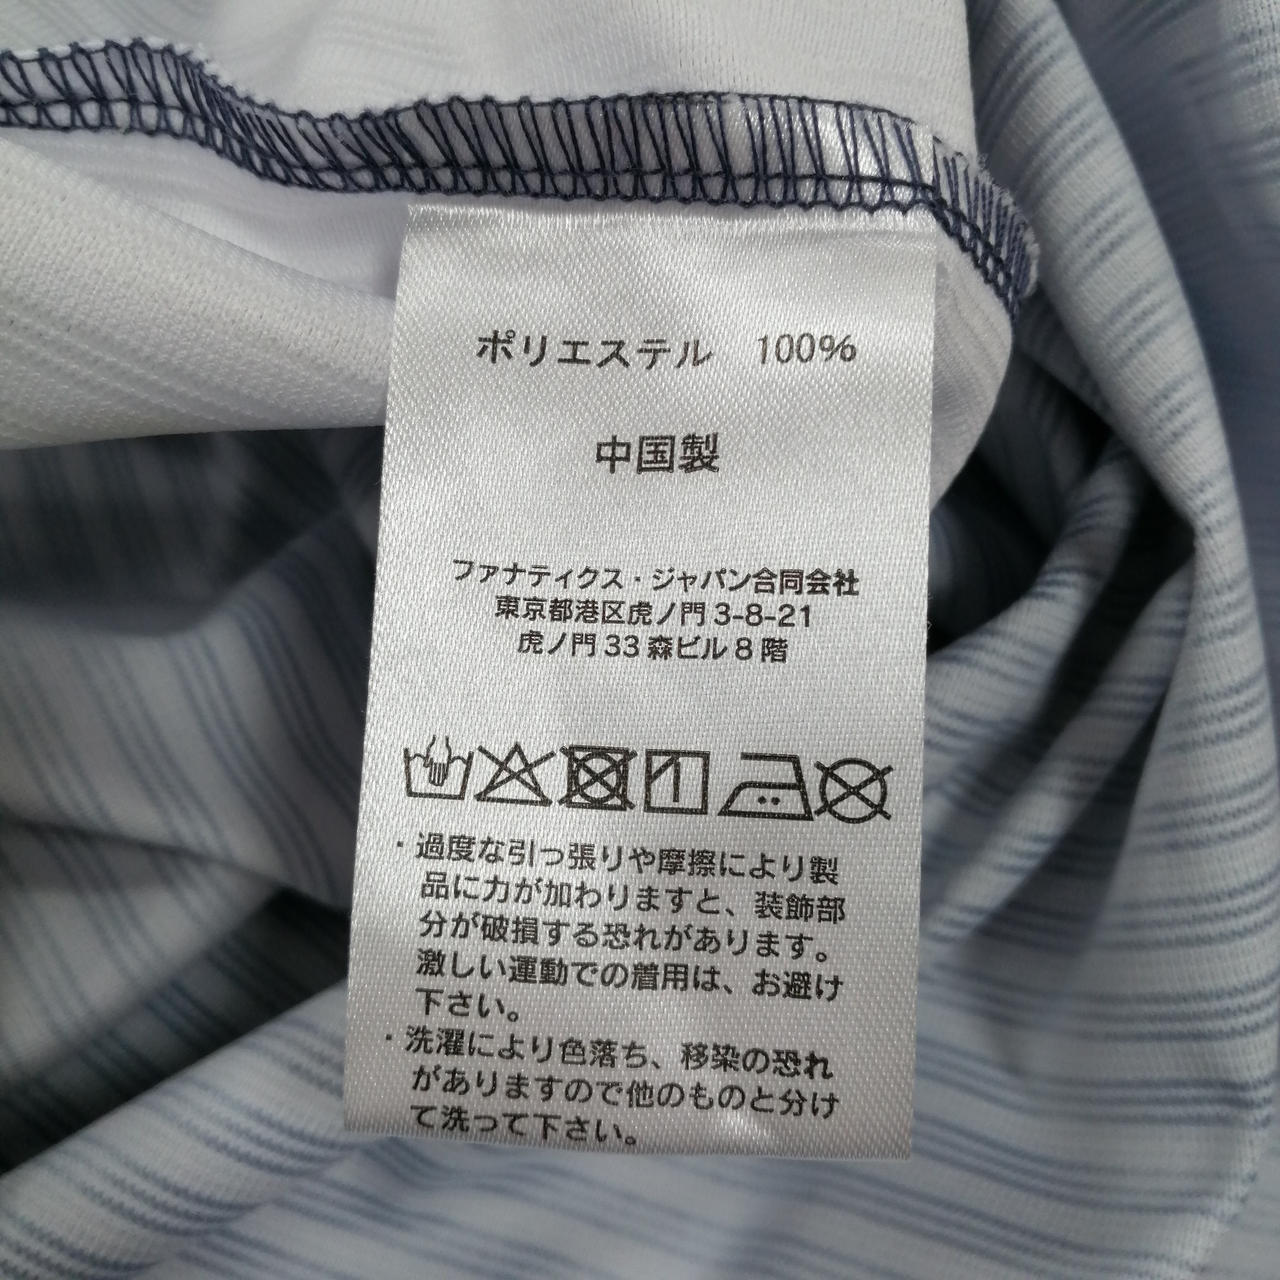 ポリエステル 100%
中国製
ファナティクス・ジャパン合同会社
東京都港区虎ノ門3-8-21
虎ノ門33森ビル8階
・過度な引っ張りや摩擦により製
品に力が加わりますと、装飾部
分が破損する恐れがあります。
激しい運動での着用は、お避け
下さい。
・洗濯により色落ち、移染の恐れ
がありますので他のものと分け
て洗って下さい。